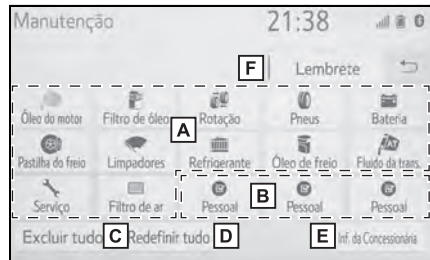 Manutenção 21:38
F Lembrete
Óleo do motor Filtro de óleo Rotação Pneus Bateria
A
Pastilha do freio Limpadores Refrigerante Óleo de freio Fluido da trans.
Serviço Filtro de ar Pessoal B Pessoal Pessoal
Excluir tudo C Redefinir tudo D E Inf. da Concessionária